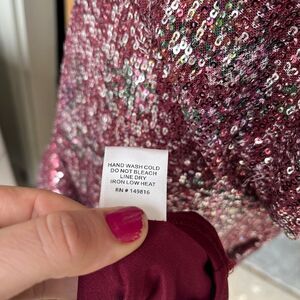 HAND WASH COLD
DO NOT BLEACH
LINE DRY
IRON LOW HEAT
RN # 149816